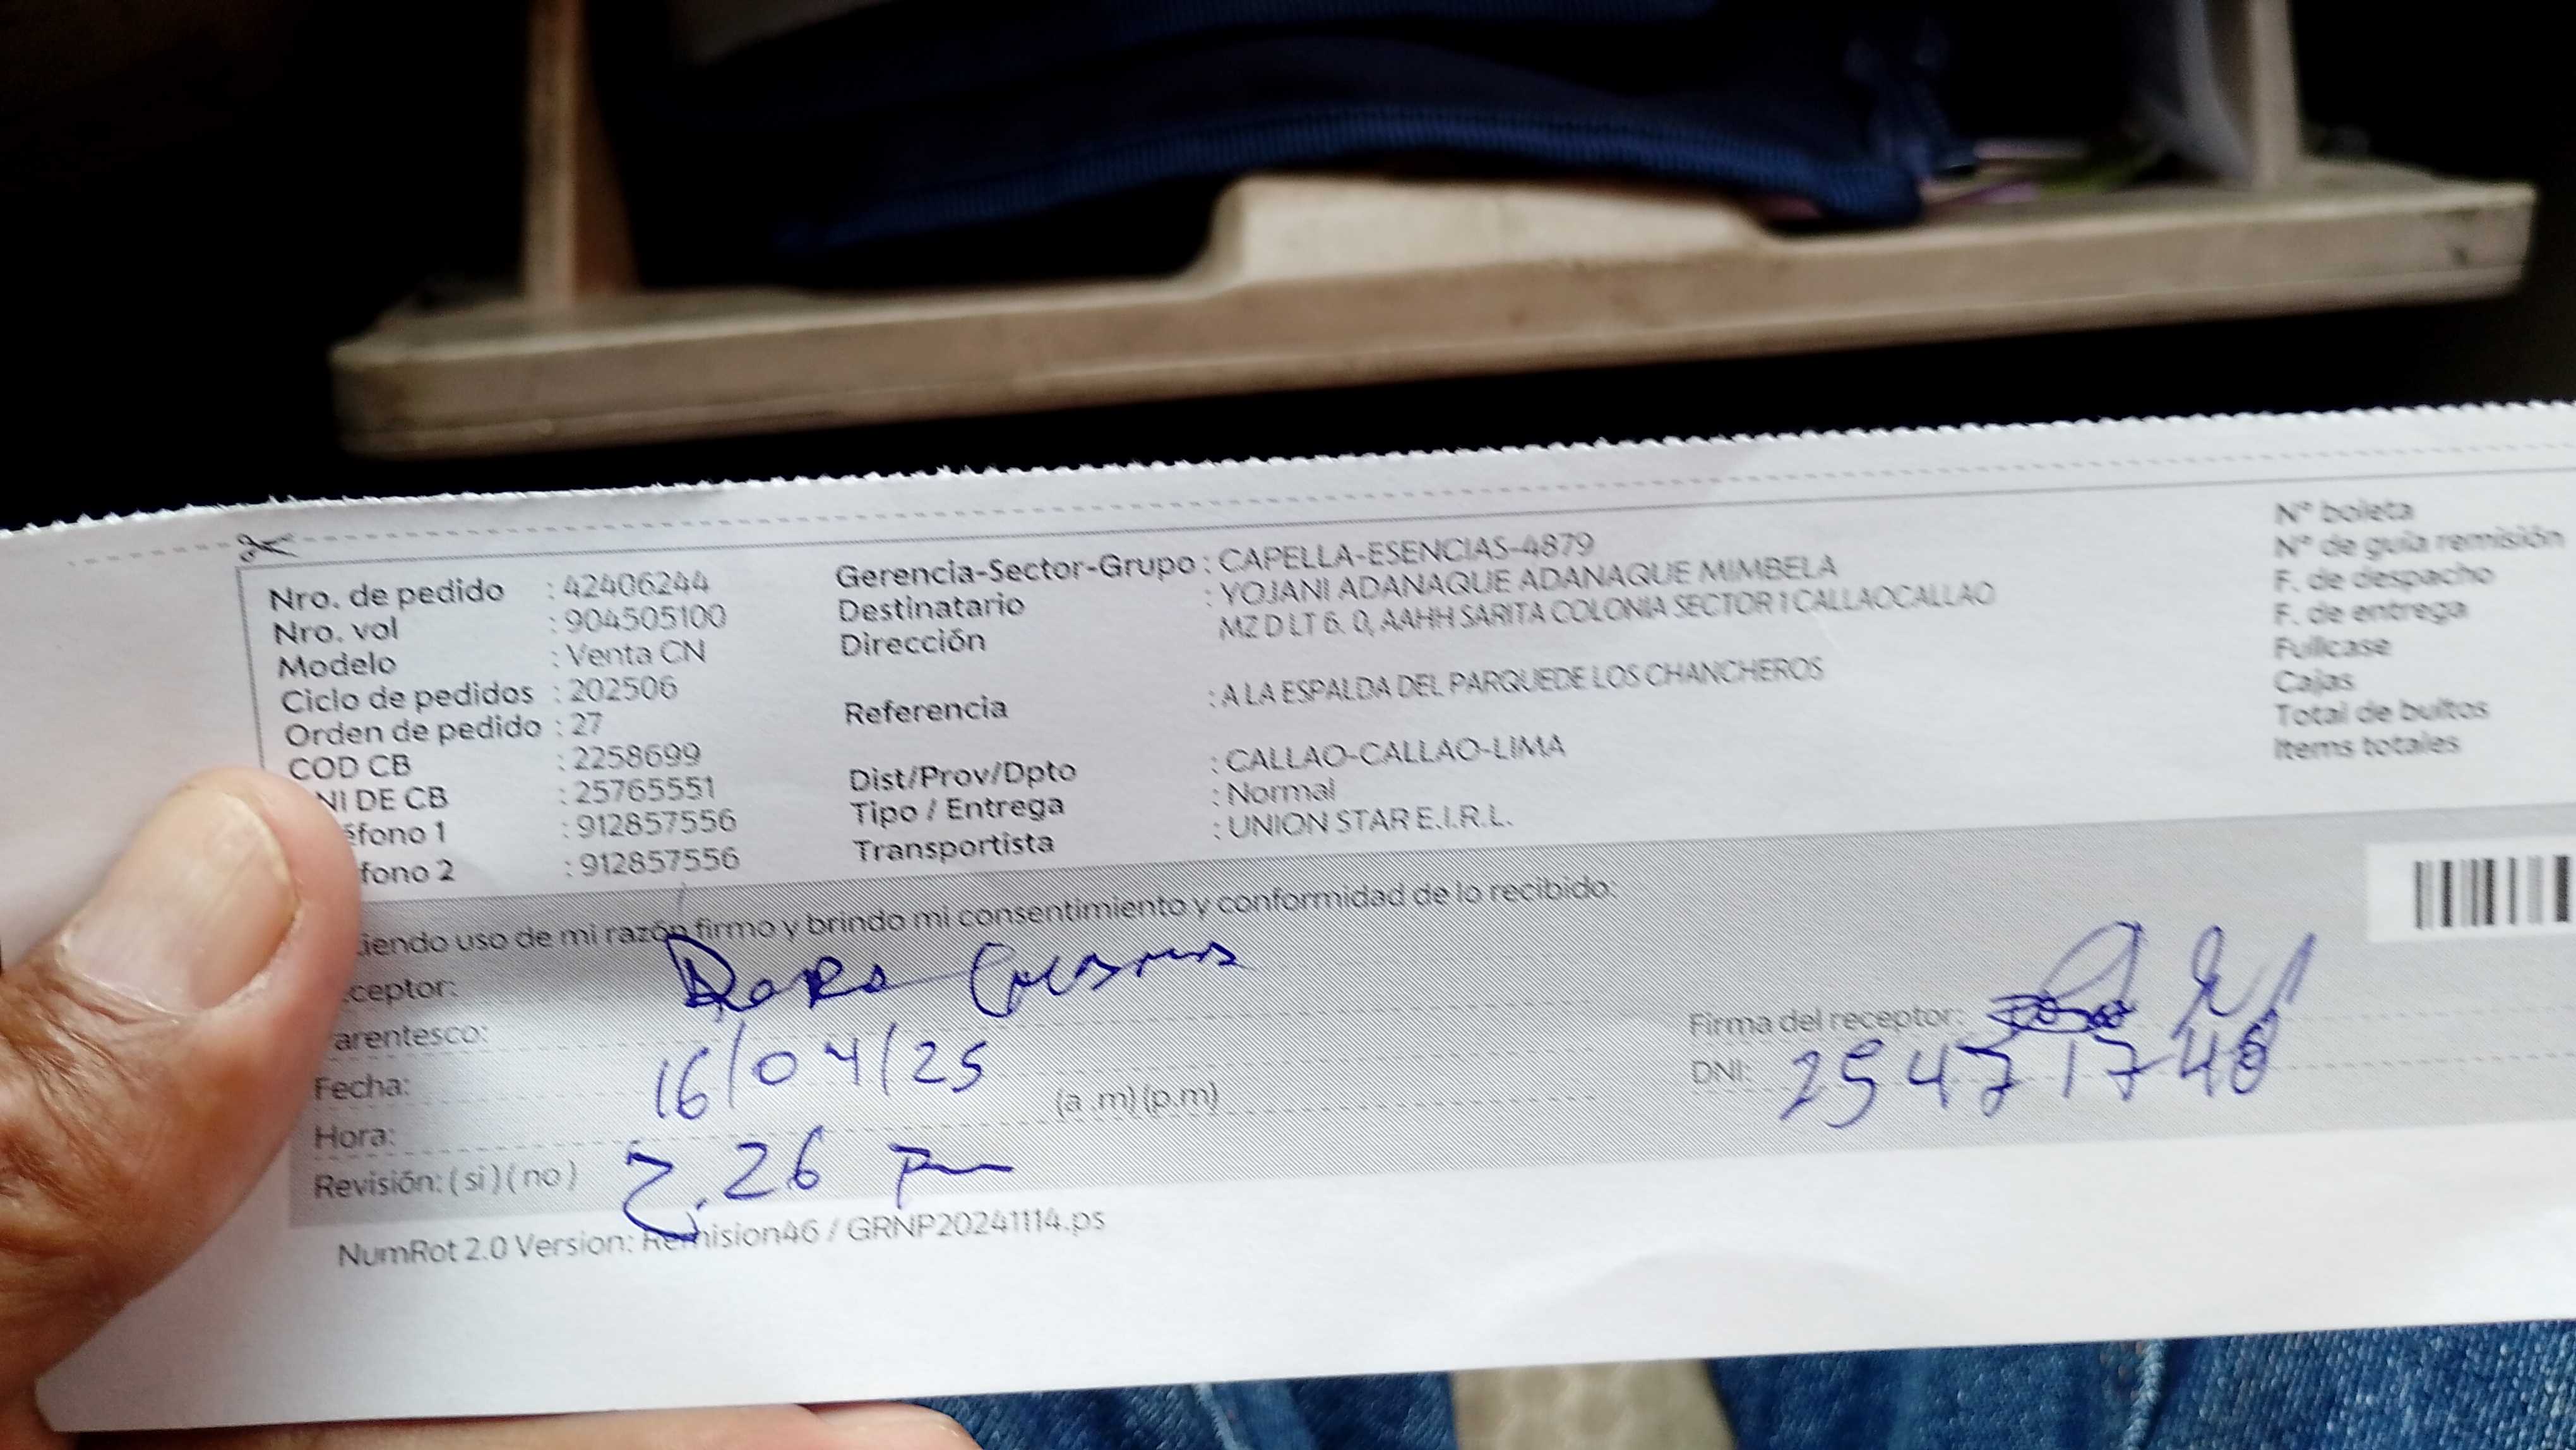 Nro. de pedido : 42406244
Nro. vol : 904505100
Modelo : Venta CN
Ciclo de pedidos : 202506
Orden de pedido : 27
COD CB : 2258699
NI DE CB : 25765551
éfono 1 : 912857556
fono 2 : 912857556
Gerencia-Sector-Grupo : CAPELLA-ESENCIAS-4879
Destinatario : YOJANI ADANAQUE ADANAQUE MIMBELA
Dirección MZ D LT 6. 0, AAHH SARITA COLONIA SECTOR 1 CALLAOCALLAO
Referencia : A LA ESPALDA DEL PARQUEDE LOS CHANCHEROS
Dist/Prov/Dpto : CALLAO-CALLAO-LIMA
Tipo / Entrega : Normal
Transportista : UNION STAR E.I.R.L.
N° boleta
N° de guía remisión
F. de despacho
F. de entrega
Fullcase
Cajas
Total de bultos
Items totales
iendo uso de mi razón firmo y brindo mi consentimiento y conformidad de lo recibido:
ceptor:
arentesco:
Fecha: 16/04/25
Hora: (a .m) (p.m)
Revisión: ( si ) ( no ) 2.26 pm
Firma del receptor:
DNI: 25471748
NumRot 2.0 Version: Remision46 / GRNP20241114.ps